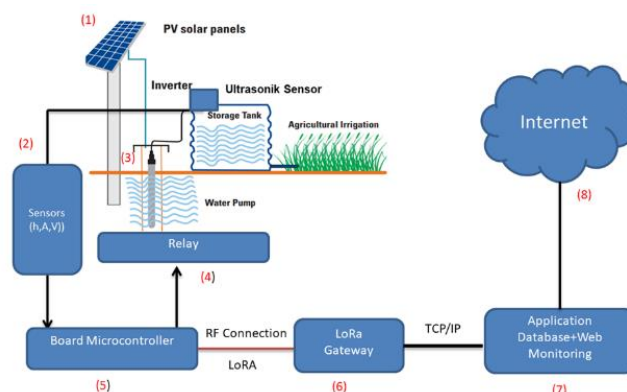 (1)
PV solar panels
Inverter
Ultrasonik Sensor
Storage Tank
Agricultural Irrigation
(2)
(3)
Sensors
(h,A,V))
Water Pump
Relay
(4)
Internet
(8)
Board Microcontroller
RF Connection
LoRA
LoRa
Gateway
TCP/IP
Application
Database+Web
Monitoring
(5)
(6)
(7)